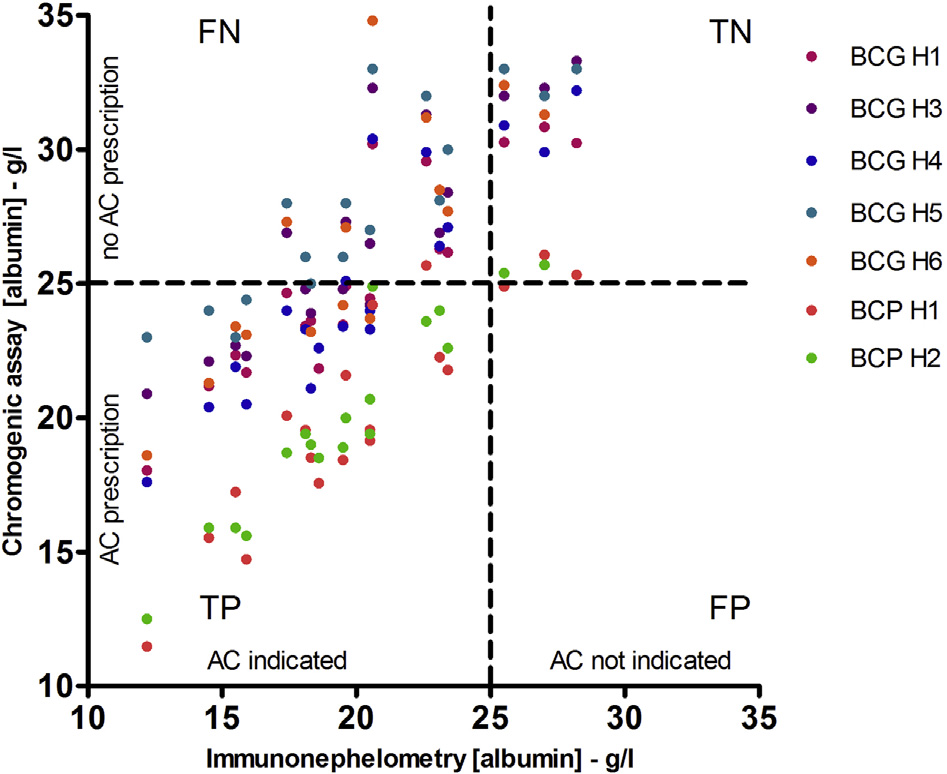 35
30
25
20
15
10
Chromogenic assay [albumin] - g/l
no AC prescription
AC prescription
FN
TN
TP
FP
AC indicated
AC not indicated
10
15
20
25
30
35
Immunonephelometry [albumin] - g/l
BCG H1
BCG H3
BCG H4
BCG H5
BCG H6
BCP H1
BCP H2